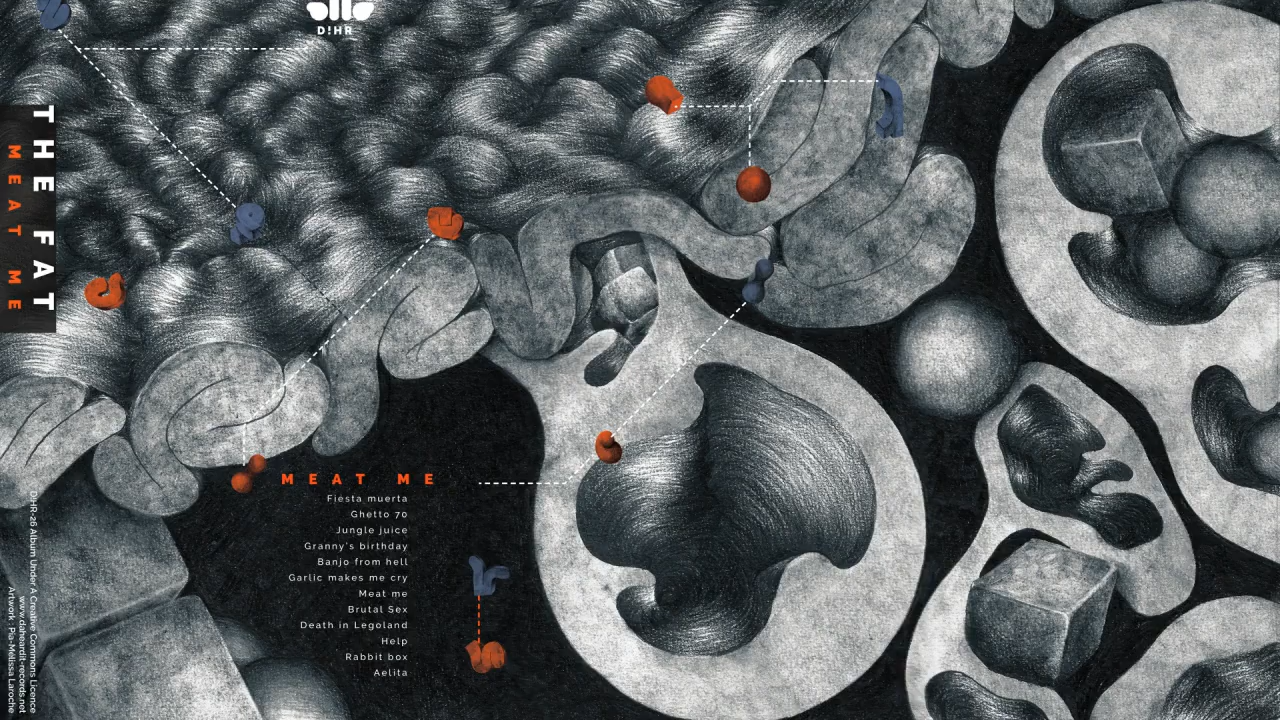 D!HR
THE FAT
MEAT ME
MEAT ME
Fiesta muerta
Ghetto 70
Jungle juice
Granny's birthday
Banjo from hell
Garlic makes me cry
Meat me
Brutal Sex
Death in Legoland
Help
Rabbit box
Aelita
D!HR-26 Album Under A Creative Commons Licence
www.daheardit-records.net
Artwork : Pia-Melissa Laroche